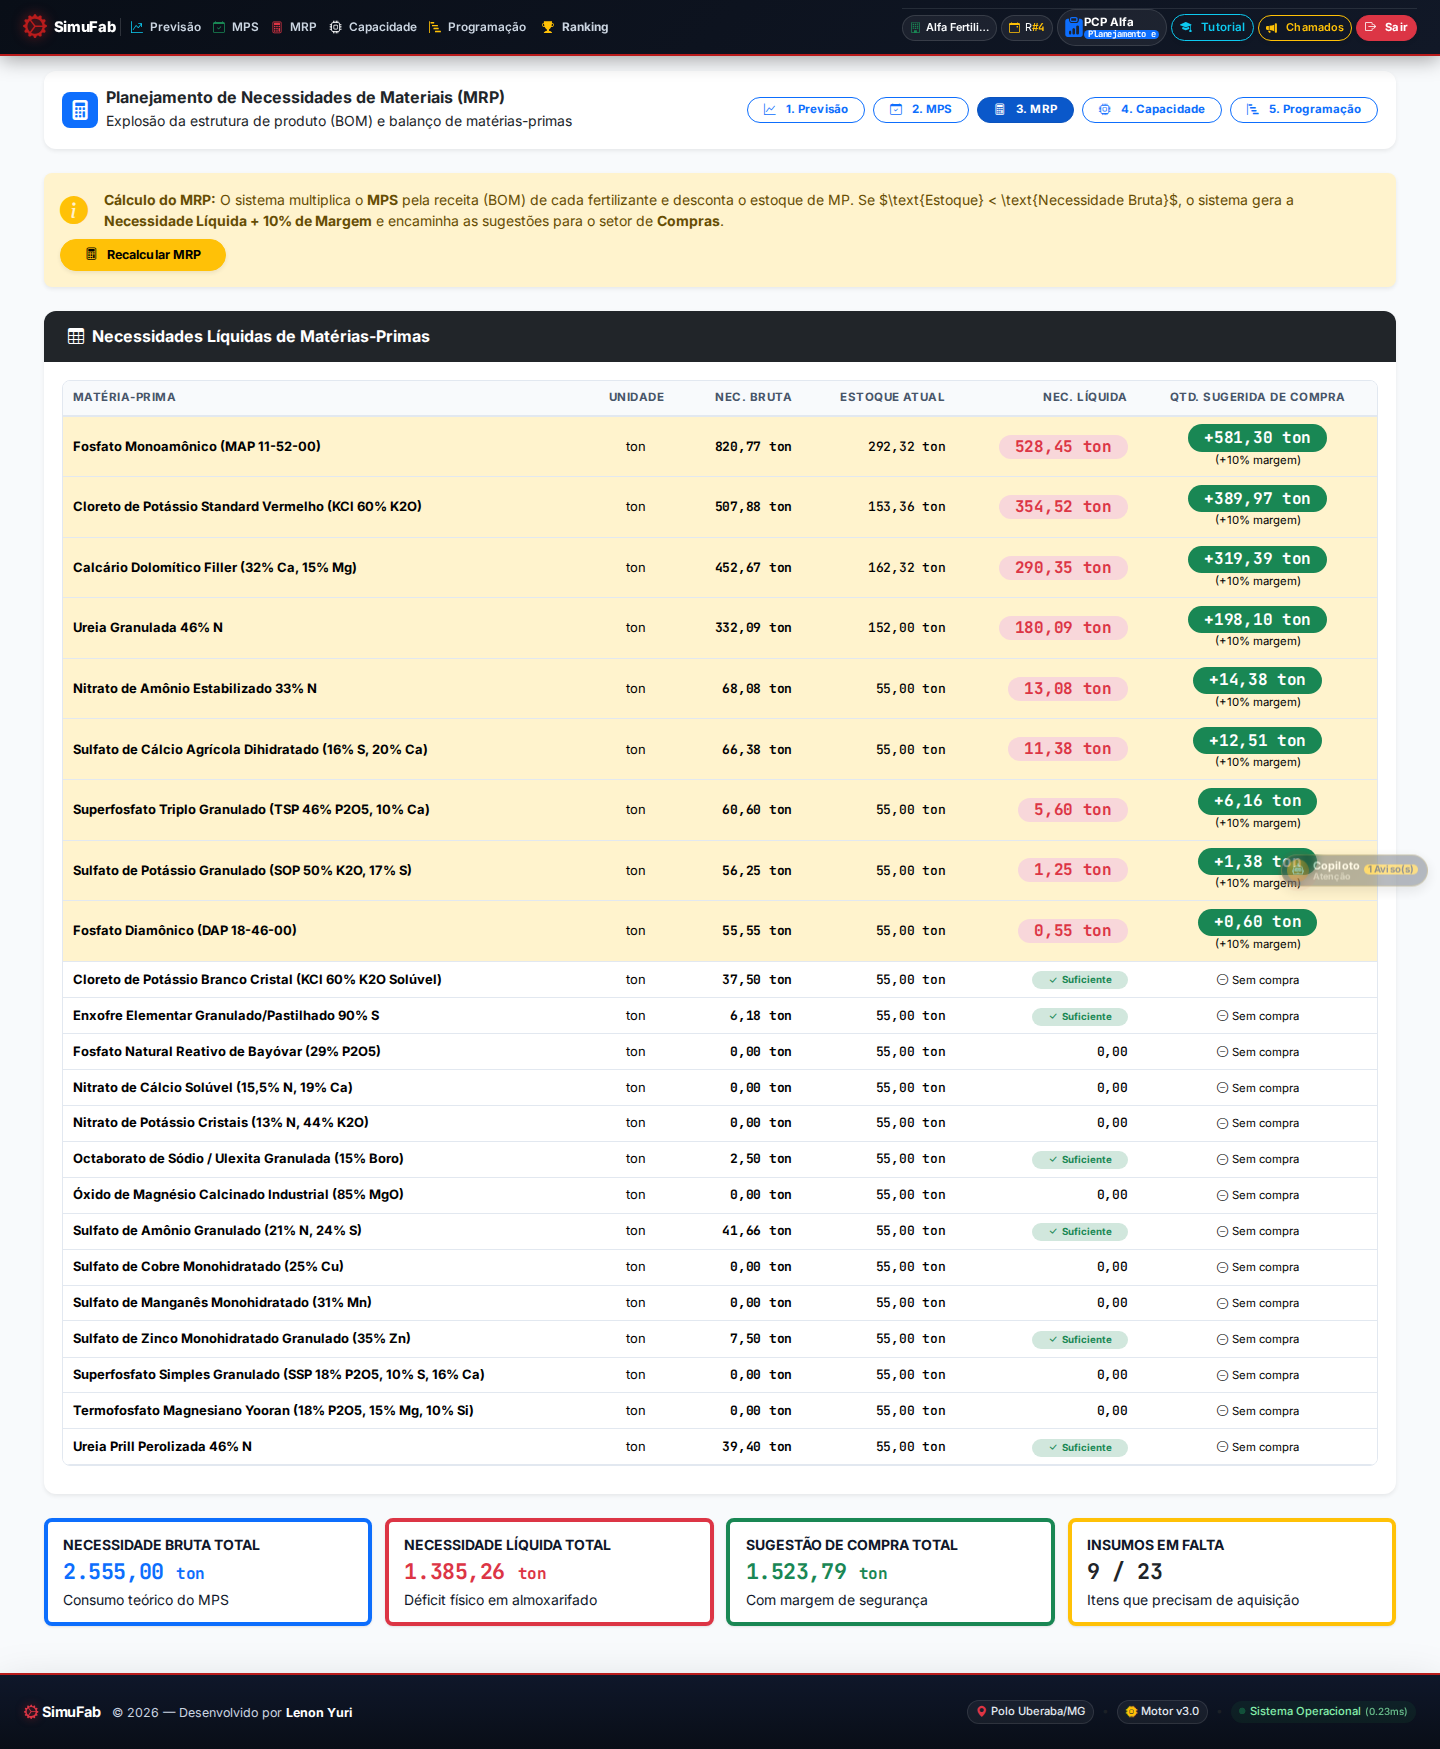 SimuFab
Previsão
MPS
MRP
Capacidade
Programação
Ranking
Alfa Fertili...
R#4
PCP Alfa
Planejamento e
Tutorial
Chamados
Sair
Planejamento de Necessidades de Materiais (MRP)
Explosão da estrutura de produto (BOM) e balanço de matérias-primas
1. Previsão
2. MPS
3. MRP
4. Capacidade
5. Programação
Cálculo do MRP: O sistema multiplica o MPS pela receita (BOM) de cada fertilizante e desconta o estoque de MP. Se $\text{Estoque} < \text{Necessidade Bruta}$, o sistema gera a
Necessidade Líquida + 10% de Margem e encaminha as sugestões para o setor de Compras.
Recalcular MRP
Necessidades Líquidas de Matérias-Primas
MATÉRIA-PRIMA UNIDADE NEC. BRUTA ESTOQUE ATUAL NEC. LÍQUIDA QTD. SUGERIDA DE COMPRA
Fosfato Monoamônico (MAP 11-52-00) ton 820,77 ton 292,32 ton 528,45 ton +581,30 ton
(+10% margem)
Cloreto de Potássio Standard Vermelho (KCl 60% K2O) ton 507,88 ton 153,36 ton 354,52 ton +389,97 ton
(+10% margem)
Calcário Dolomítico Filler (32% Ca, 15% Mg) ton 452,67 ton 162,32 ton 290,35 ton +319,39 ton
(+10% margem)
Ureia Granulada 46% N ton 332,09 ton 152,00 ton 180,09 ton +198,10 ton
(+10% margem)
Nitrato de Amônio Estabilizado 33% N ton 68,08 ton 55,00 ton 13,08 ton +14,38 ton
(+10% margem)
Sulfato de Cálcio Agrícola Dihidratado (16% S, 20% Ca) ton 66,38 ton 55,00 ton 11,38 ton +12,51 ton
(+10% margem)
Superfosfato Triplo Granulado (TSP 46% P2O5, 10% Ca) ton 60,60 ton 55,00 ton 5,60 ton +6,16 ton
(+10% margem)
Sulfato de Potássio Granulado (SOP 50% K2O, 17% S) ton 56,25 ton 55,00 ton 1,25 ton +1,38 ton
(+10% margem)
Copiloto
Atenção
1 Aviso(s)
Fosfato Diamônico (DAP 18-46-00) ton 55,55 ton 55,00 ton 0,55 ton +0,60 ton
(+10% margem)
Cloreto de Potássio Branco Cristal (KCl 60% K2O Solúvel) ton 37,50 ton 55,00 ton Suficiente Sem compra
Enxofre Elementar Granulado/Pastilhado 90% S ton 6,18 ton 55,00 ton Suficiente Sem compra
Fosfato Natural Reativo de Bayóvar (29% P2O5) ton 0,00 ton 55,00 ton 0,00 Sem compra
Nitrato de Cálcio Solúvel (15,5% N, 19% Ca) ton 0,00 ton 55,00 ton 0,00 Sem compra
Nitrato de Potássio Cristais (13% N, 44% K2O) ton 0,00 ton 55,00 ton 0,00 Sem compra
Octaborato de Sódio / Ulexita Granulada (15% Boro) ton 2,50 ton 55,00 ton Suficiente Sem compra
Óxido de Magnésio Calcinado Industrial (85% MgO) ton 0,00 ton 55,00 ton 0,00 Sem compra
Sulfato de Amônio Granulado (21% N, 24% S) ton 41,66 ton 55,00 ton Suficiente Sem compra
Sulfato de Cobre Monohidratado (25% Cu) ton 0,00 ton 55,00 ton 0,00 Sem compra
Sulfato de Manganês Monohidratado (31% Mn) ton 0,00 ton 55,00 ton 0,00 Sem compra
Sulfato de Zinco Monohidratado Granulado (35% Zn) ton 7,50 ton 55,00 ton Suficiente Sem compra
Superfosfato Simples Granulado (SSP 18% P2O5, 10% S, 16% Ca) ton 0,00 ton 55,00 ton 0,00 Sem compra
Termofosfato Magnesiano Yooran (18% P2O5, 15% Mg, 10% Si) ton 0,00 ton 55,00 ton 0,00 Sem compra
Ureia Prill Perolizada 46% N ton 39,40 ton 55,00 ton Suficiente Sem compra
NECESSIDADE BRUTA TOTAL
2.555,00 ton
Consumo teórico do MPS
NECESSIDADE LÍQUIDA TOTAL
1.385,26 ton
Déficit físico em almoxarifado
SUGESTÃO DE COMPRA TOTAL
1.523,79 ton
Com margem de segurança
INSUMOS EM FALTA
9 / 23
Itens que precisam de aquisição
SimuFab © 2026 — Desenvolvido por Lenon Yuri
Polo Uberaba/MG
Motor v3.0
Sistema Operacional (0.23ms)